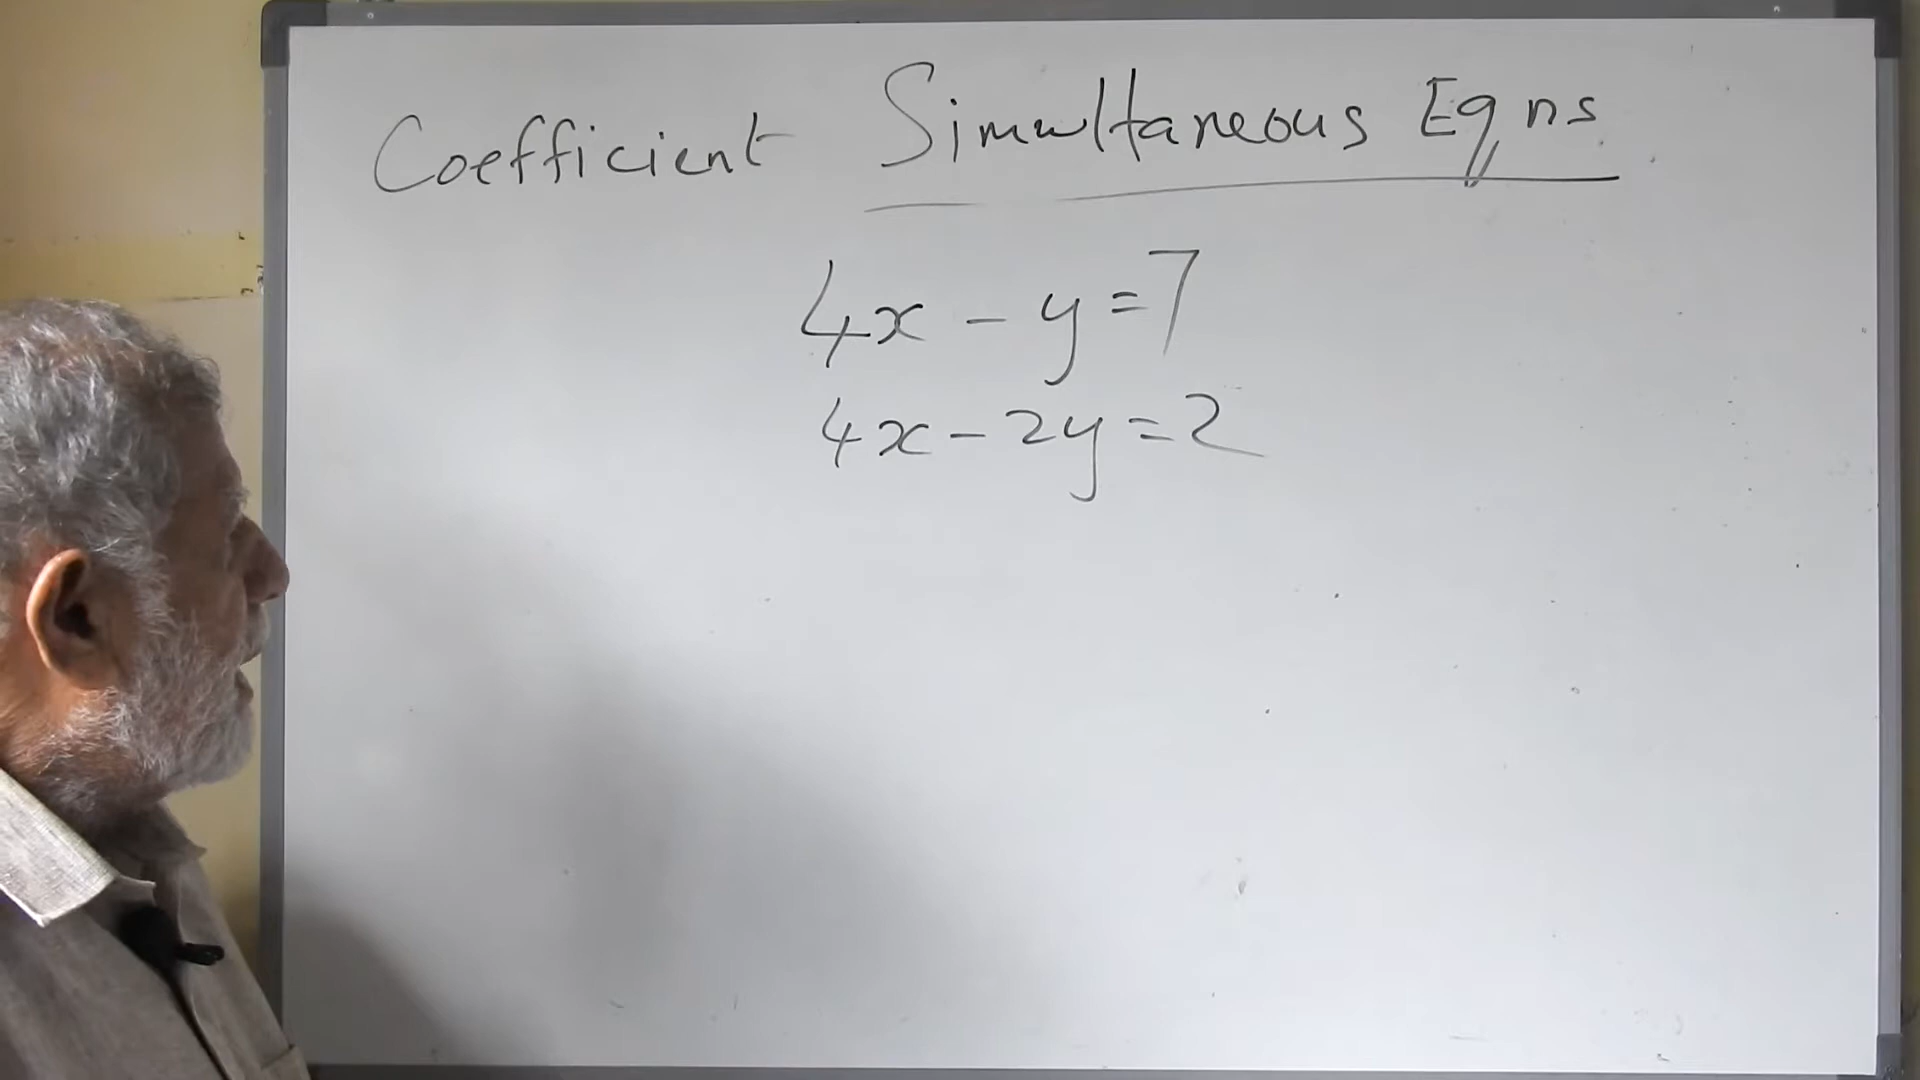 Coefficient Simultaneous Eqns
4x - y = 7
4x - 2y = 2